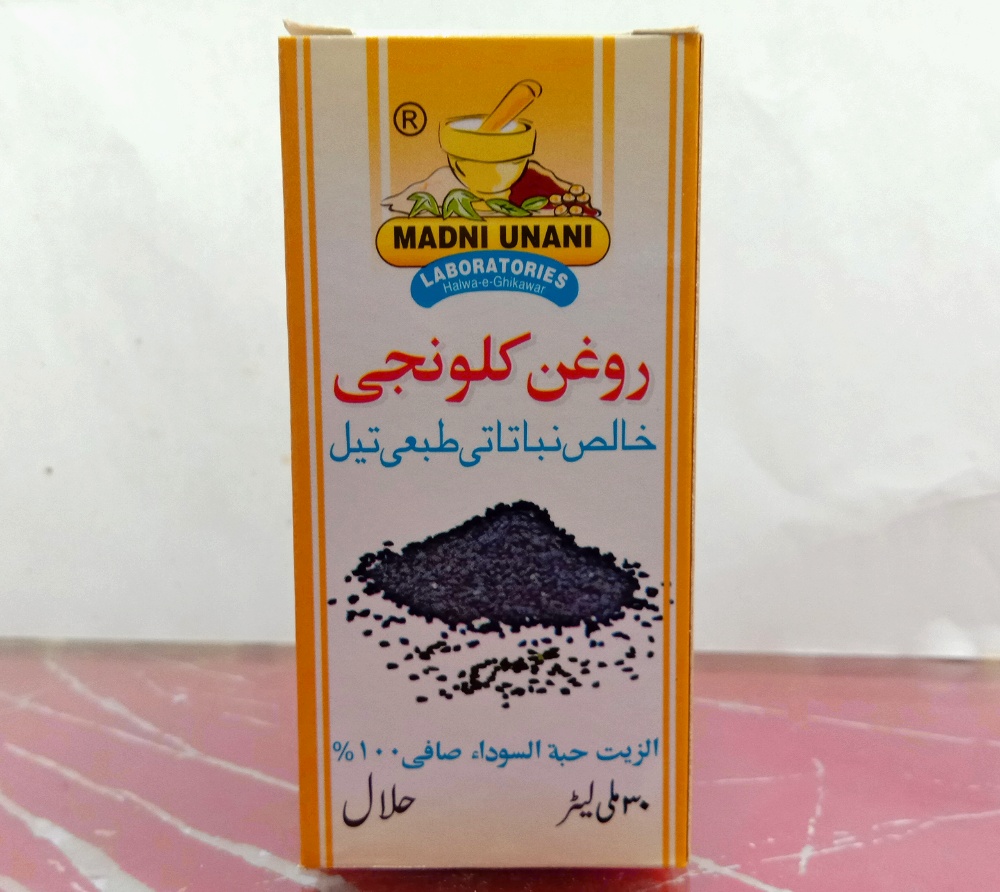 ®
MADNI UNANI
LABORATORIES
Halwa-e-Ghikawar
روغن کلونجی
خالص نباتاتی طبعی تیل
الزيت حبة السوداء صافی ۱۰۰%
۳۰ ملی لیٹر حلال